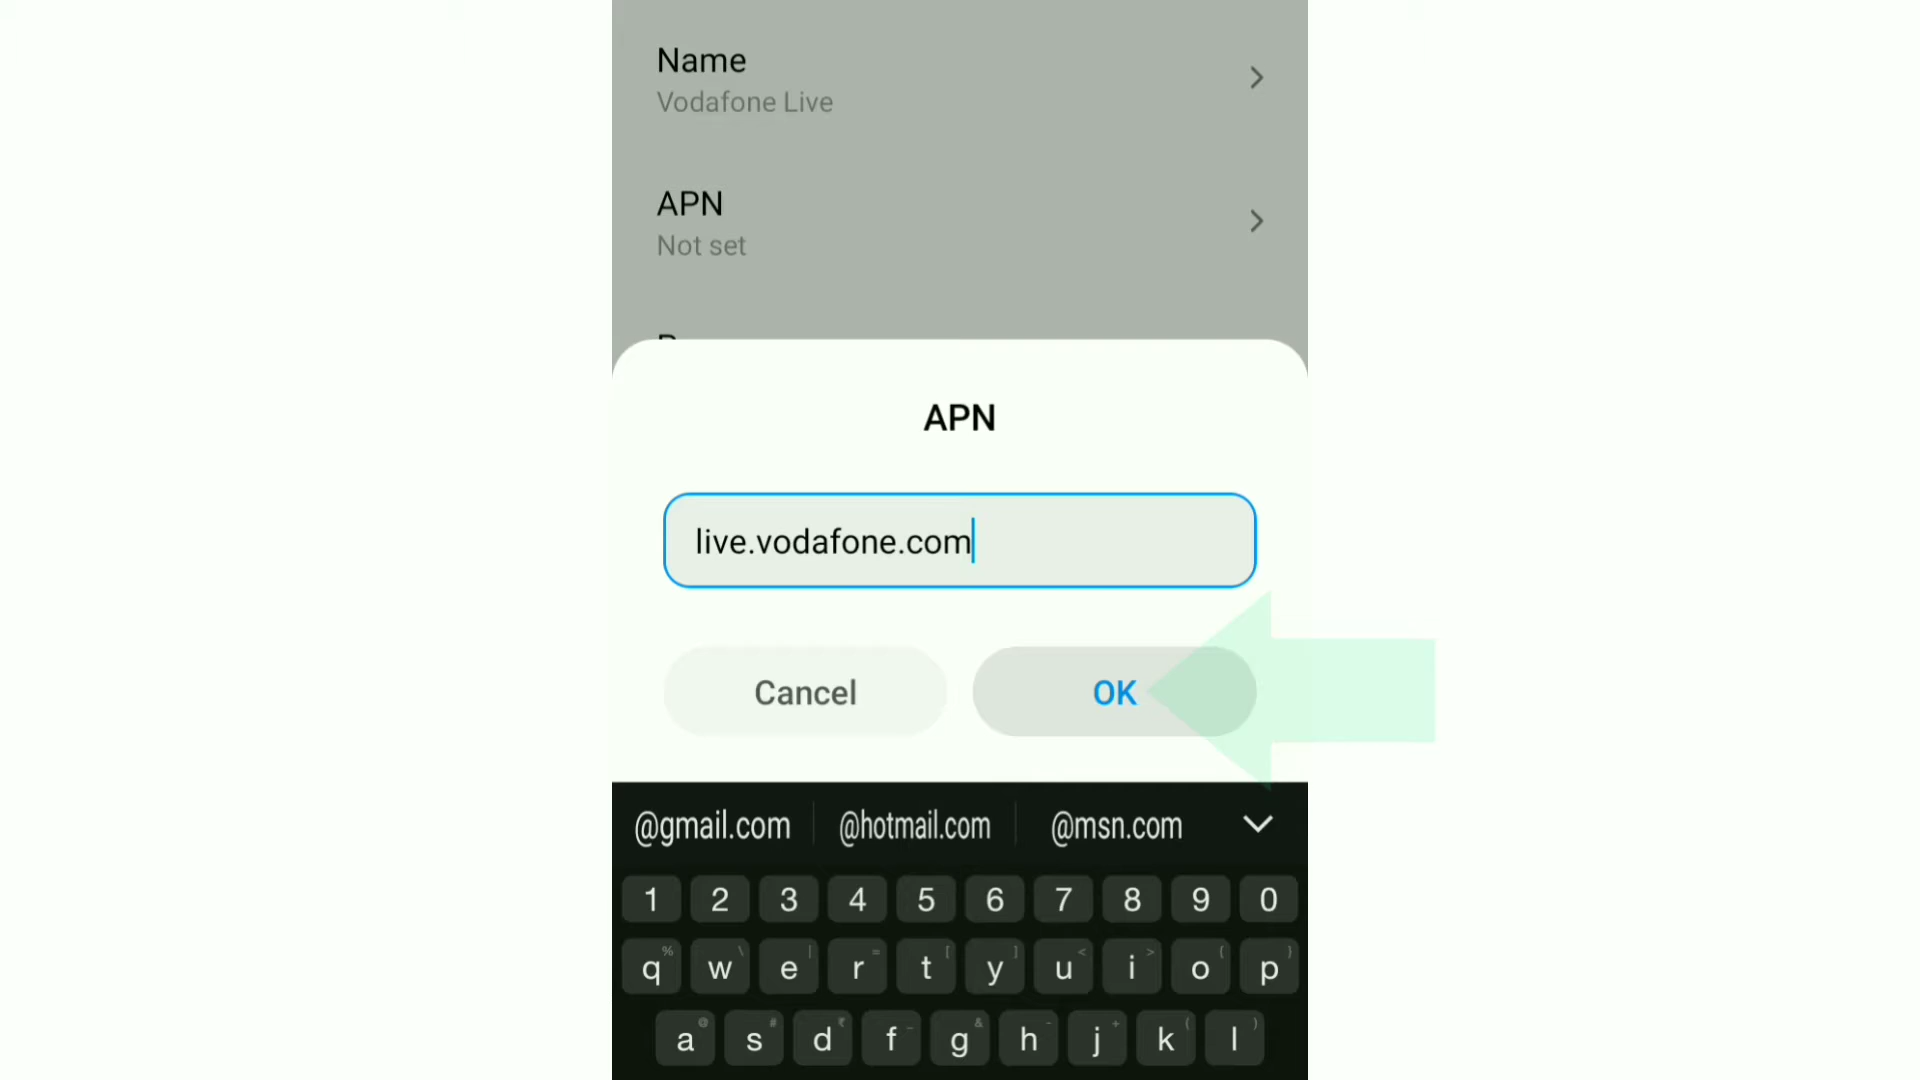 Name
Vodafone Live
APN
Not set
APN
live.vodafone.com
Cancel OK
@gmail.com @hotmail.com @msn.com
1 2 3 4 5 6 7 8 9 0
% \ | = [ ] < > { }
q w e r t y u i o p
@ # ₹ _ & - + ( )
a s d f g h j k l